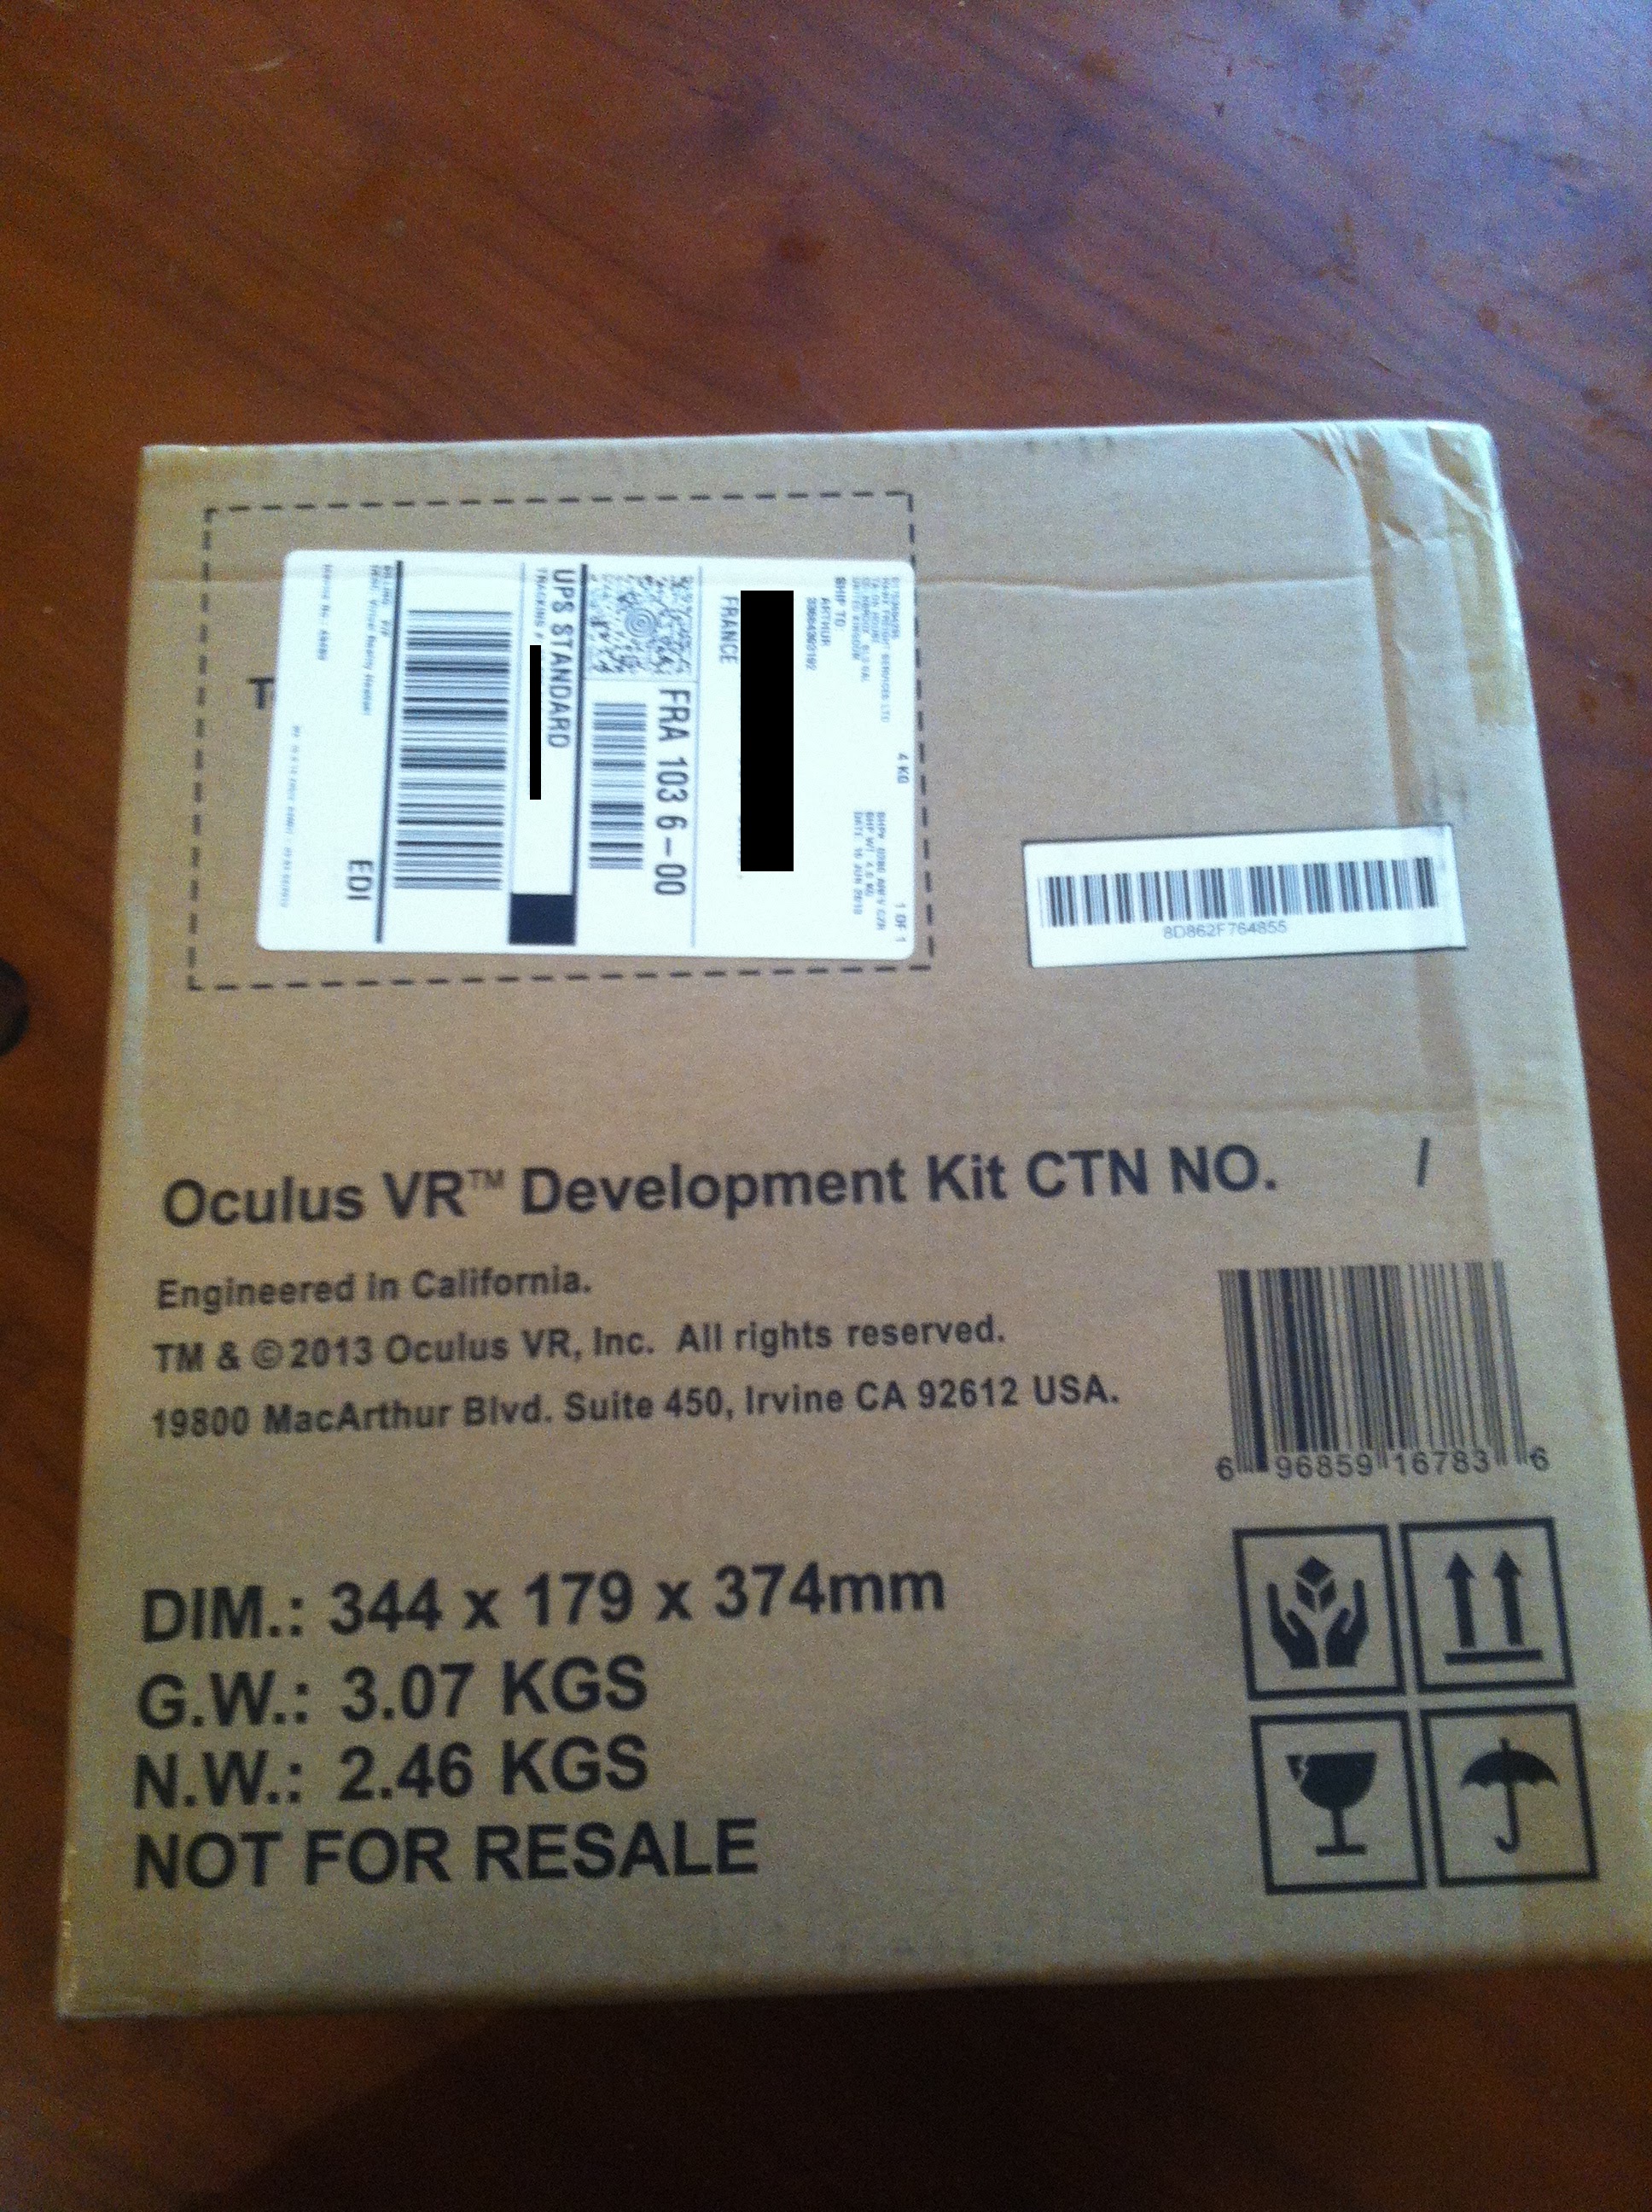 4 KG
1 OF 1
SHIP TO:
ARTHUR
FRANCE
FRA 103 6-00
UPS STANDARD
TRACKING #
EDI
8D862F764855
Oculus VR™ Development Kit CTN NO. /
Engineered in California.
TM & © 2013 Oculus VR, Inc. All rights reserved.
19800 MacArthur Blvd. Suite 450, Irvine CA 92612 USA.
6 96859 16783 6
DIM.: 344 x 179 x 374mm
G.W.: 3.07 KGS
N.W.: 2.46 KGS
NOT FOR RESALE